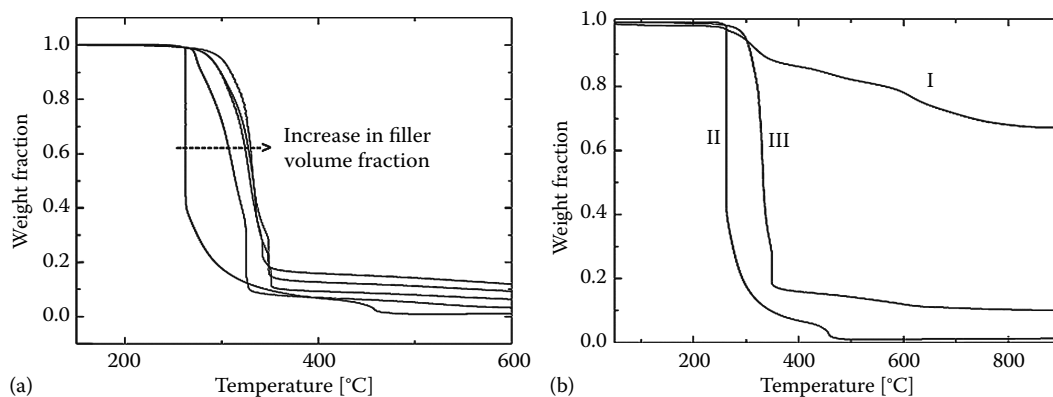 1.0
0.8
0.6
0.4
0.2
0.0
Weight fraction
Increase in filler
volume fraction
200
400
600
Temperature [°C]
(a)
1.0
0.8
0.6
0.4
0.2
0.0
Weight fraction
I
II
III
200
400
600
800
Temperature [°C]
(b)